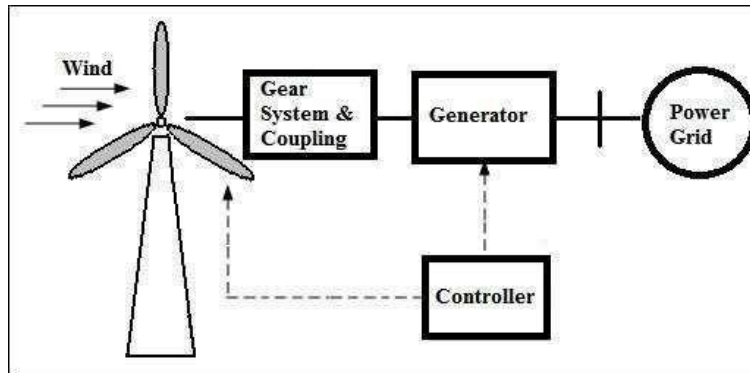 Wind
Gear
System &
Coupling
Generator
Power
Grid
Controller